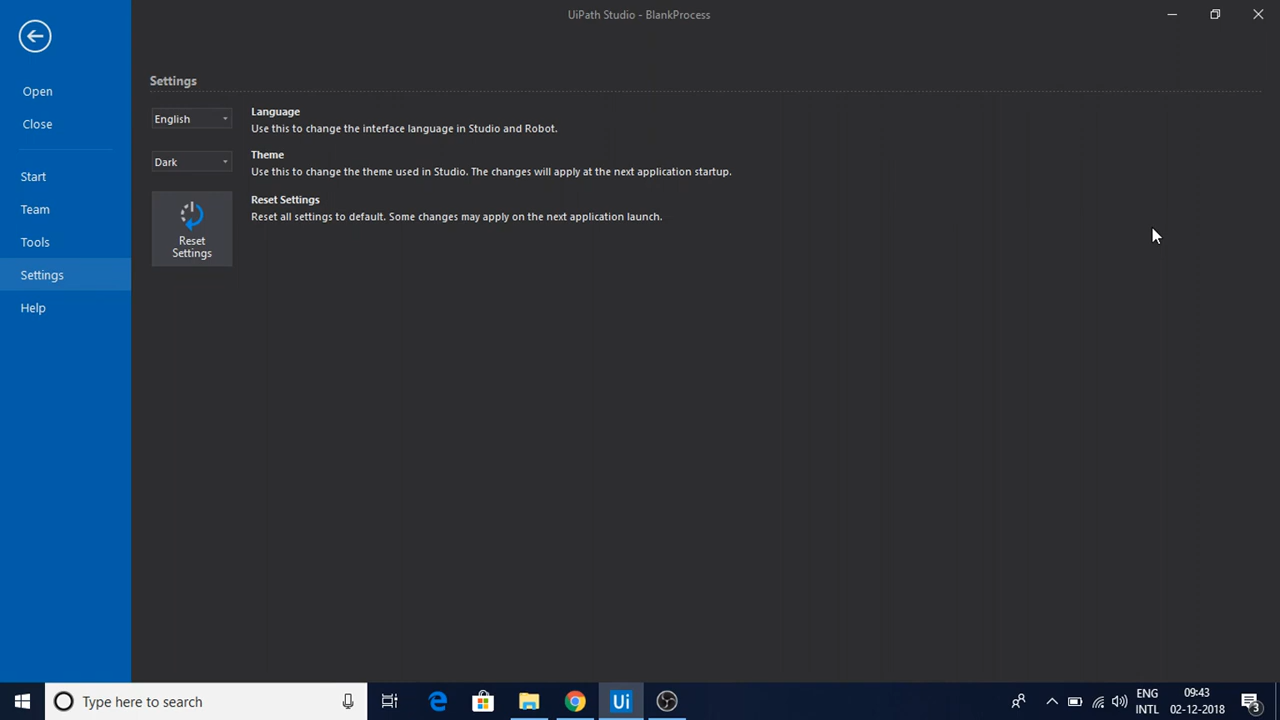 UiPath Studio - BlankProcess
Open
Close
Start
Team
Tools
Settings
Help
Settings
English
Language
Use this to change the interface language in Studio and Robot.
Dark
Theme
Use this to change the theme used in Studio. The changes will apply at the next application startup.
Reset
Settings
Reset Settings
Reset all settings to default. Some changes may apply on the next application launch.
Type here to search
Ui
ENG
INTL
09:43
02-12-2018
3